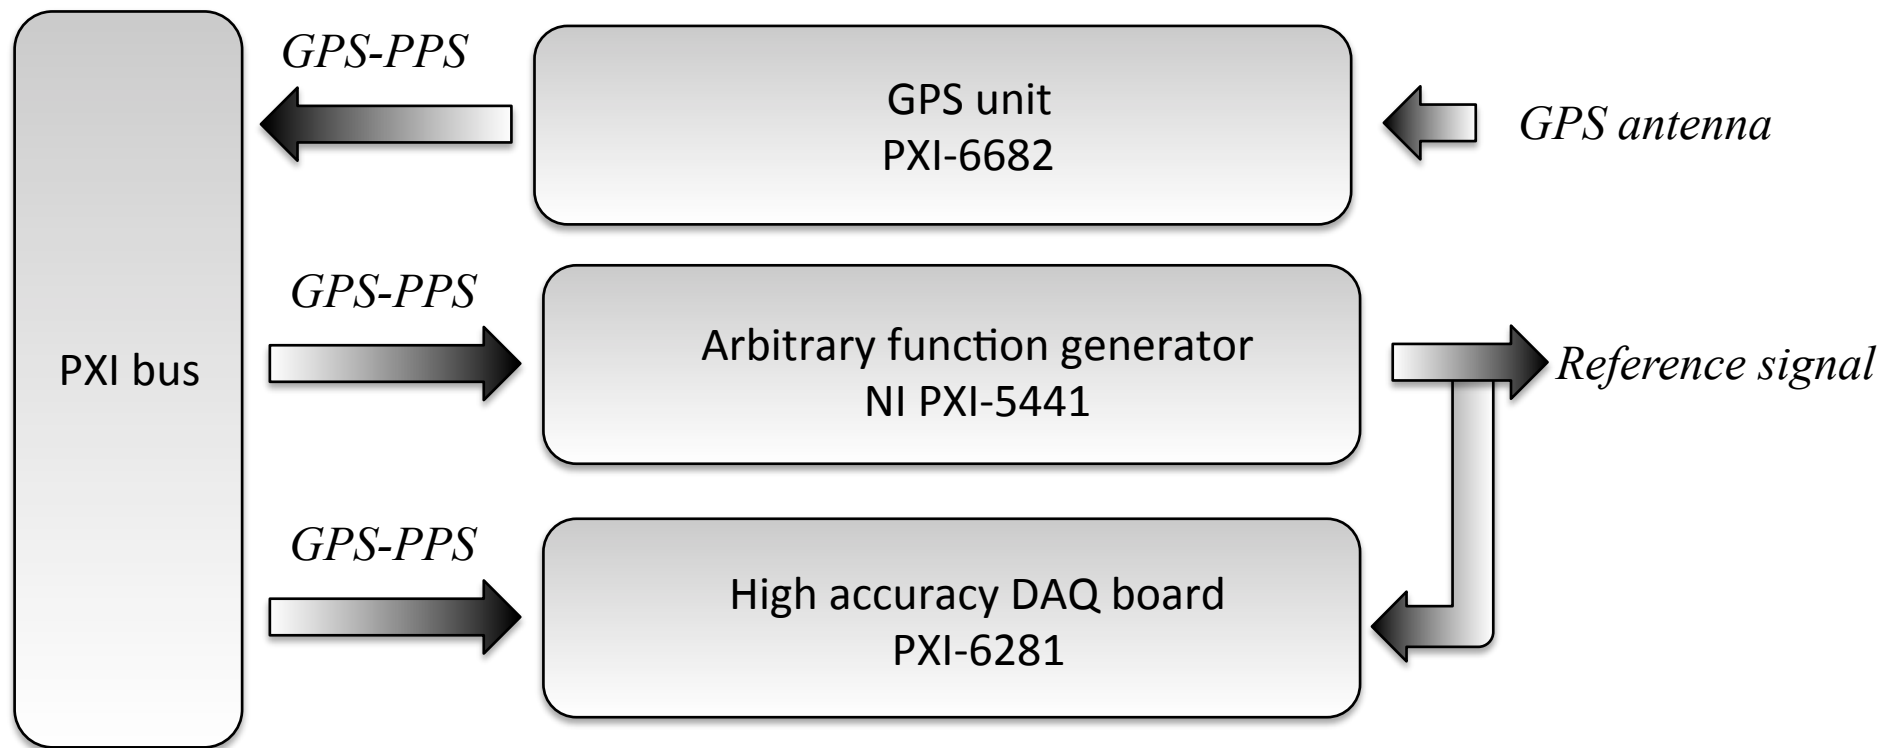 GPS-PPS
GPS unit
PXI-6682
GPS antenna
PXI bus
GPS-PPS
Arbitrary function generator
NI PXI-5441
Reference signal
GPS-PPS
High accuracy DAQ board
PXI-6281